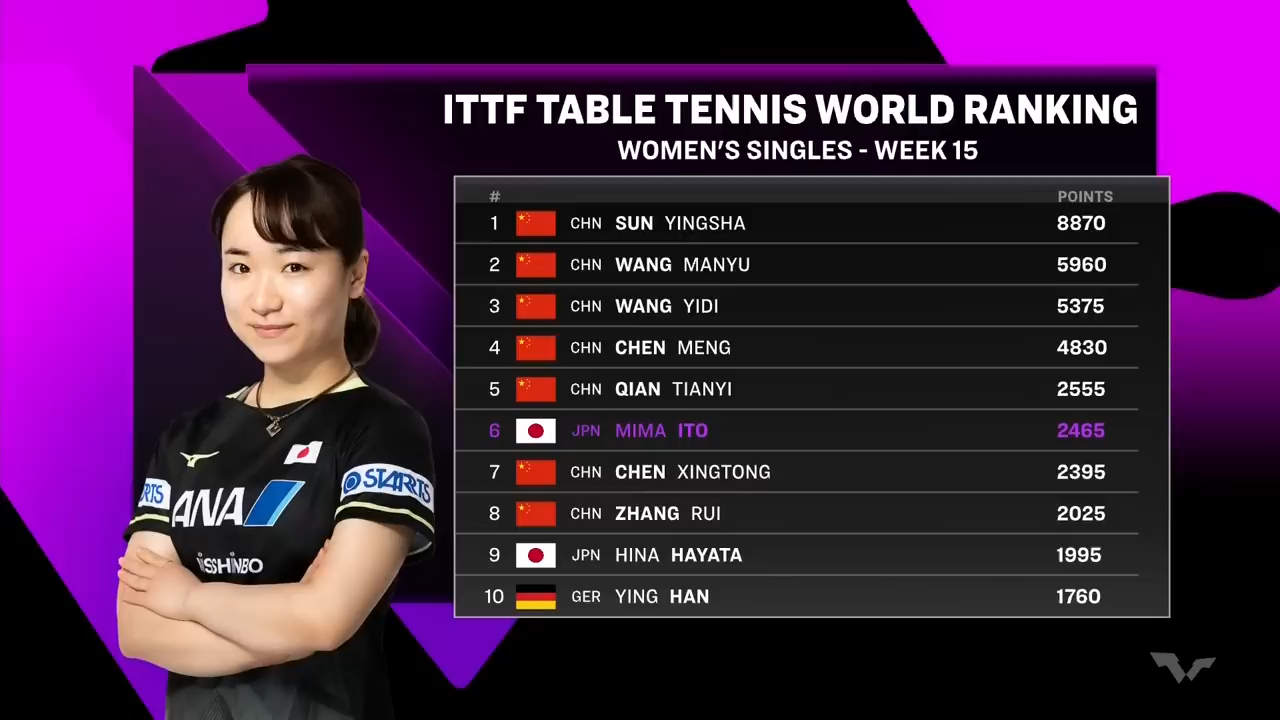 ITTF TABLE TENNIS WORLD RANKING
WOMEN'S SINGLES - WEEK 15
# POINTS
1 CHN SUN YINGSHA 8870
2 CHN WANG MANYU 5960
3 CHN WANG YIDI 5375
4 CHN CHEN MENG 4830
5 CHN QIAN TIANYI 2555
6 JPN MIMA ITO 2465
7 CHN CHEN XINGTONG 2395
8 CHN ZHANG RUI 2025
9 JPN HINA HAYATA 1995
10 GER YING HAN 1760
STARTS
ANA
NISSHINBO